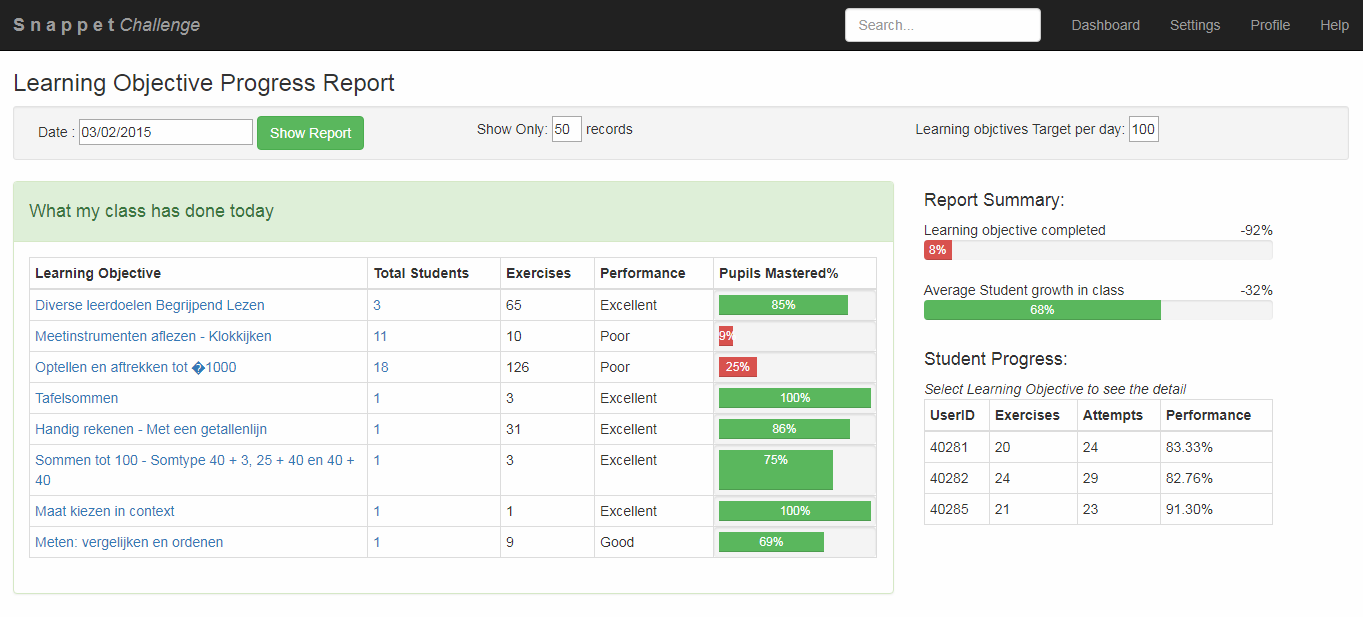 Snappet Challenge
Search...
Dashboard
Settings
Profile
Help
Learning Objective Progress Report
Date : 03/02/2015 Show Report
Show Only: 50 records
Learning objctives Target per day: 100
What my class has done today
Learning Objective Total Students Exercises Performance Pupils Mastered%
Diverse leerdoelen Begrijpend Lezen 3 65 Excellent 85%
Meetinstrumenten aflezen - Klokkijken 11 10 Poor 9%
Optellen en aftrekken tot �1000 18 126 Poor 25%
Tafelsommen 1 3 Excellent 100%
Handig rekenen - Met een getallenlijn 1 31 Excellent 86%
Sommen tot 100 - Somtype 40 + 3, 25 + 40 en 40 + 1 3 Excellent 75%
40
Maat kiezen in context 1 1 Excellent 100%
Meten: vergelijken en ordenen 1 9 Good 69%
Report Summary:
Learning objective completed -92%
8%
Average Student growth in class -32%
68%
Student Progress:
Select Learning Objective to see the detail
UserID Exercises Attempts Performance
40281 20 24 83.33%
40282 24 29 82.76%
40285 21 23 91.30%